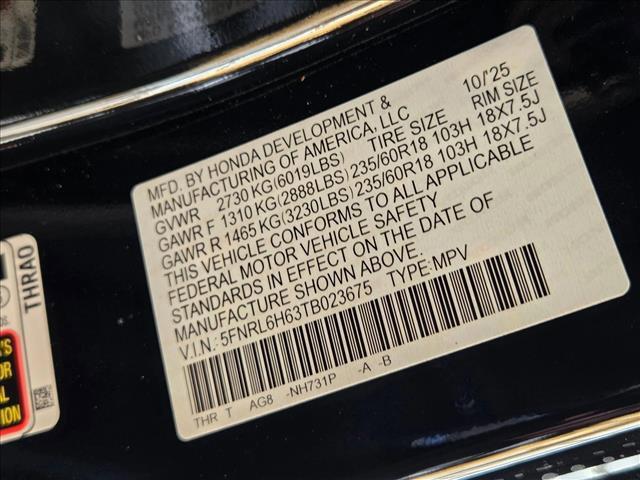 MFD. BY HONDA DEVELOPMENT & 10/'25
MANUFACTURING OF AMERICA, LLC
GVWR 2730 KG(6019LBS) TIRE SIZE RIM SIZE
GAWR F 1310 KG(2888LBS) 235/60R18 103H 18X7.5J
GAWR R 1465 KG(3230LBS) 235/60R18 103H 18X7.5J
THIS VEHICLE CONFORMS TO ALL APPLICABLE
FEDERAL MOTOR VEHICLE SAFETY
STANDARDS IN EFFECT ON THE DATE OF
MANUFACTURE SHOWN ABOVE.
V.I.N.: 5FNRL6H63TB023675 TYPE: MPV
THR T AG8 -NH731P -A -B
THRA0